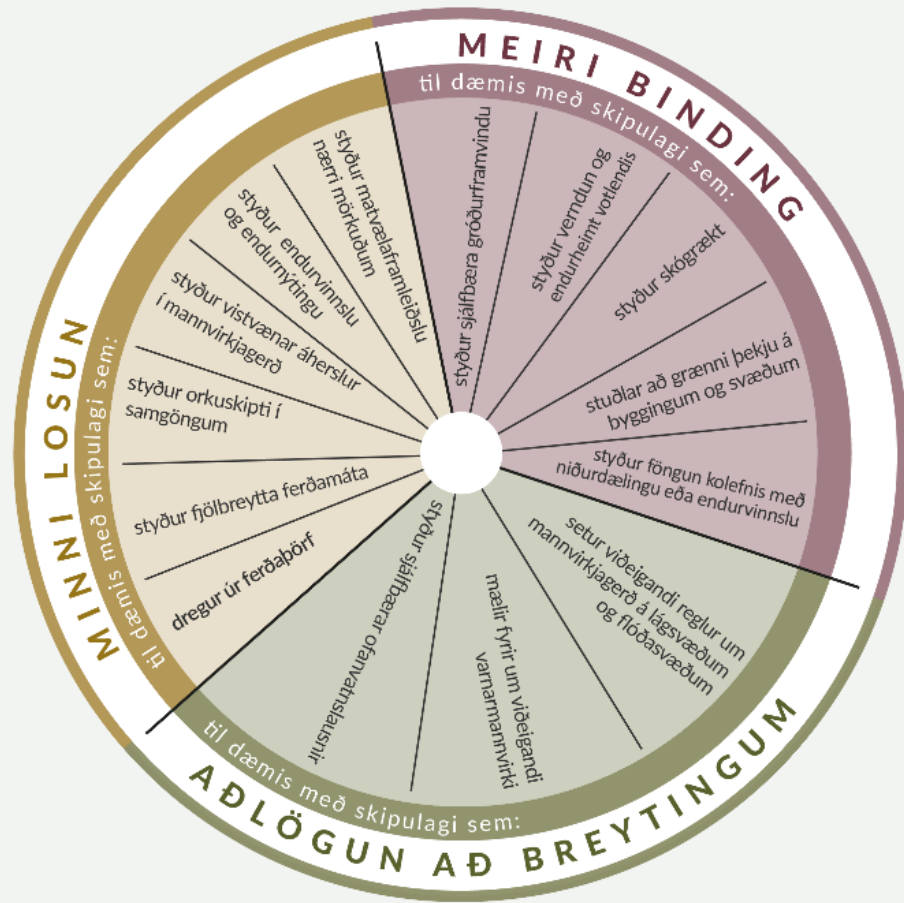 MEIRI BINDING
til dæmis með skipulagi sem:
styður sjálfbæra gróðurframvindu
styður verndun og
endurheimt votlendis
styður skógrækt
stuðlar að grænni þekju á
byggingum og svæðum
styður föngun kolefnis með
niðurdælingu eða endurvinnslu
AÐLÖGUN AÐ BREYTINGUM
til dæmis með skipulagi sem:
setur viðeigandi reglur um
mannvirkjagerð á lágsvæðum
og flóðasvæðum
mælir fyrir um viðeigandi
varnarmannvirki
styður sjálfbærar ofanvatnslausnir
MINNI LOSUN
til dæmis með skipulagi sem:
dregur úr ferðaþörf
styður fjölbreytta ferðamáta
styður orkuskipti í
samgöngum
styður vistvænar áherslur
í mannvirkjagerð
styður endurvinnslu
og endurnýtingu
styður matvælaframleiðslu
nærri mörkuðum